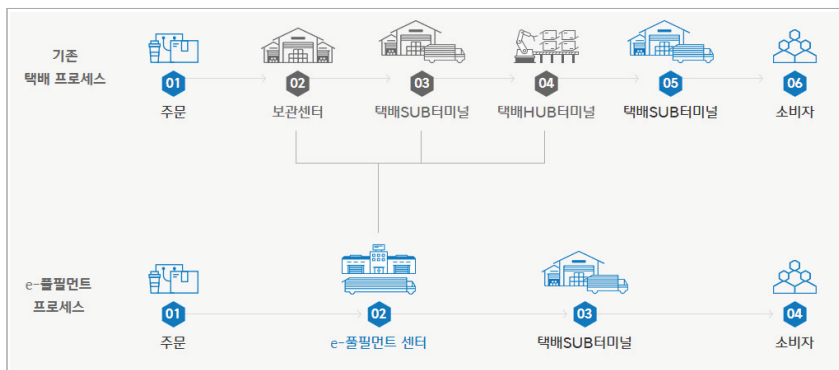 기존
택배 프로세스
01
02
03
04
05
06
주문
보관센터
택배SUB터미널
택배HUB터미널
택배SUB터미널
소비자
e-풀필먼트
프로세스
01
02
03
04
주문
e-풀필먼트 센터
택배SUB터미널
소비자